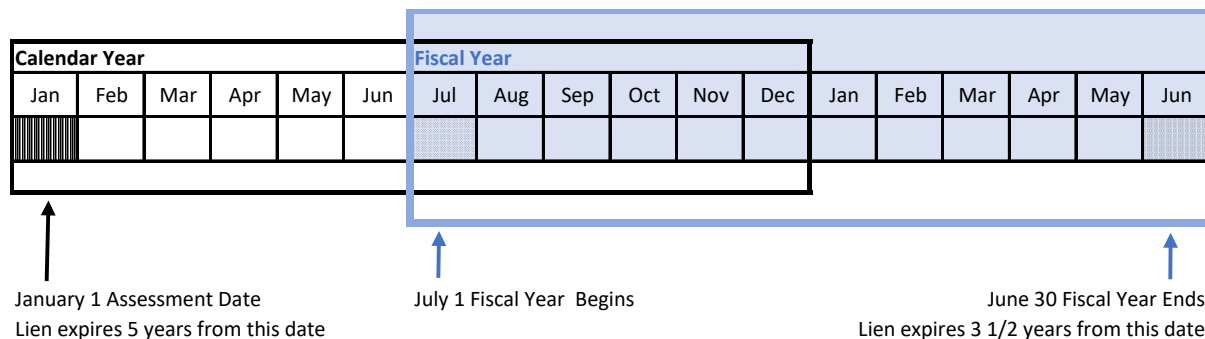 Calendar Year
Fiscal Year
Jan Feb Mar Apr May Jun Jul Aug Sep Oct Nov Dec Jan Feb Mar Apr May Jun
January 1 Assessment Date
Lien expires 5 years from this date
July 1 Fiscal Year Begins
June 30 Fiscal Year Ends
Lien expires 3 1/2 years from this date